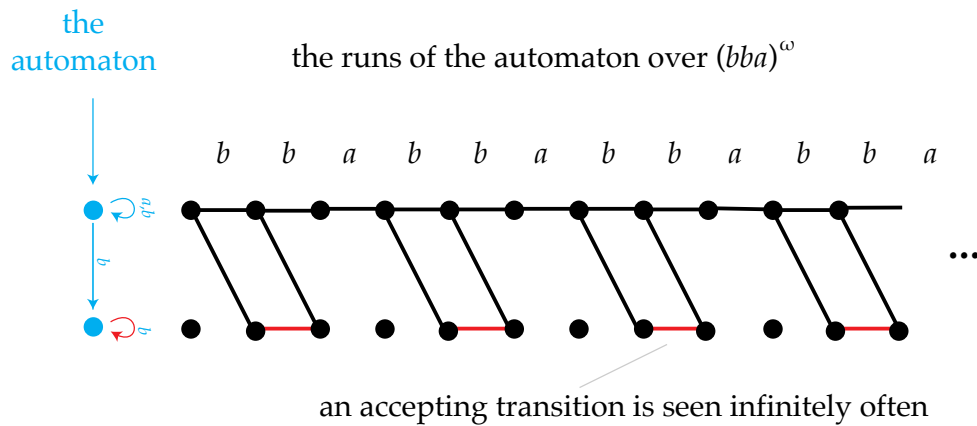 the
automaton
the runs of the automaton over (bba)^ω
b b a b b a b b a b b a
a,b
b
b
...
an accepting transition is seen infinitely often